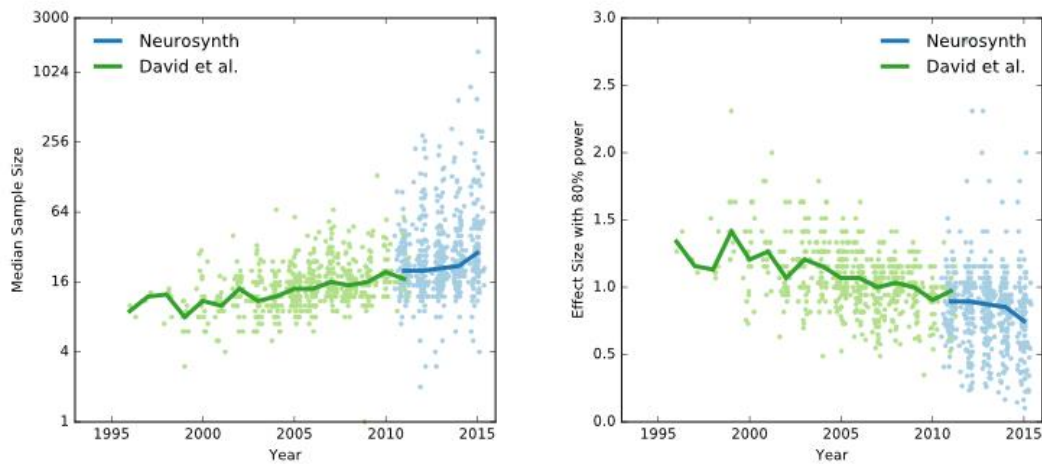 3000
1024
256
64
16
4
1
Median Sample Size
Neurosynth
David et al.
1995 2000 2005 2010 2015
Year
3.0
2.5
2.0
1.5
1.0
0.5
0.0
Effect Size with 80% power
Neurosynth
David et al.
1995 2000 2005 2010 2015
Year